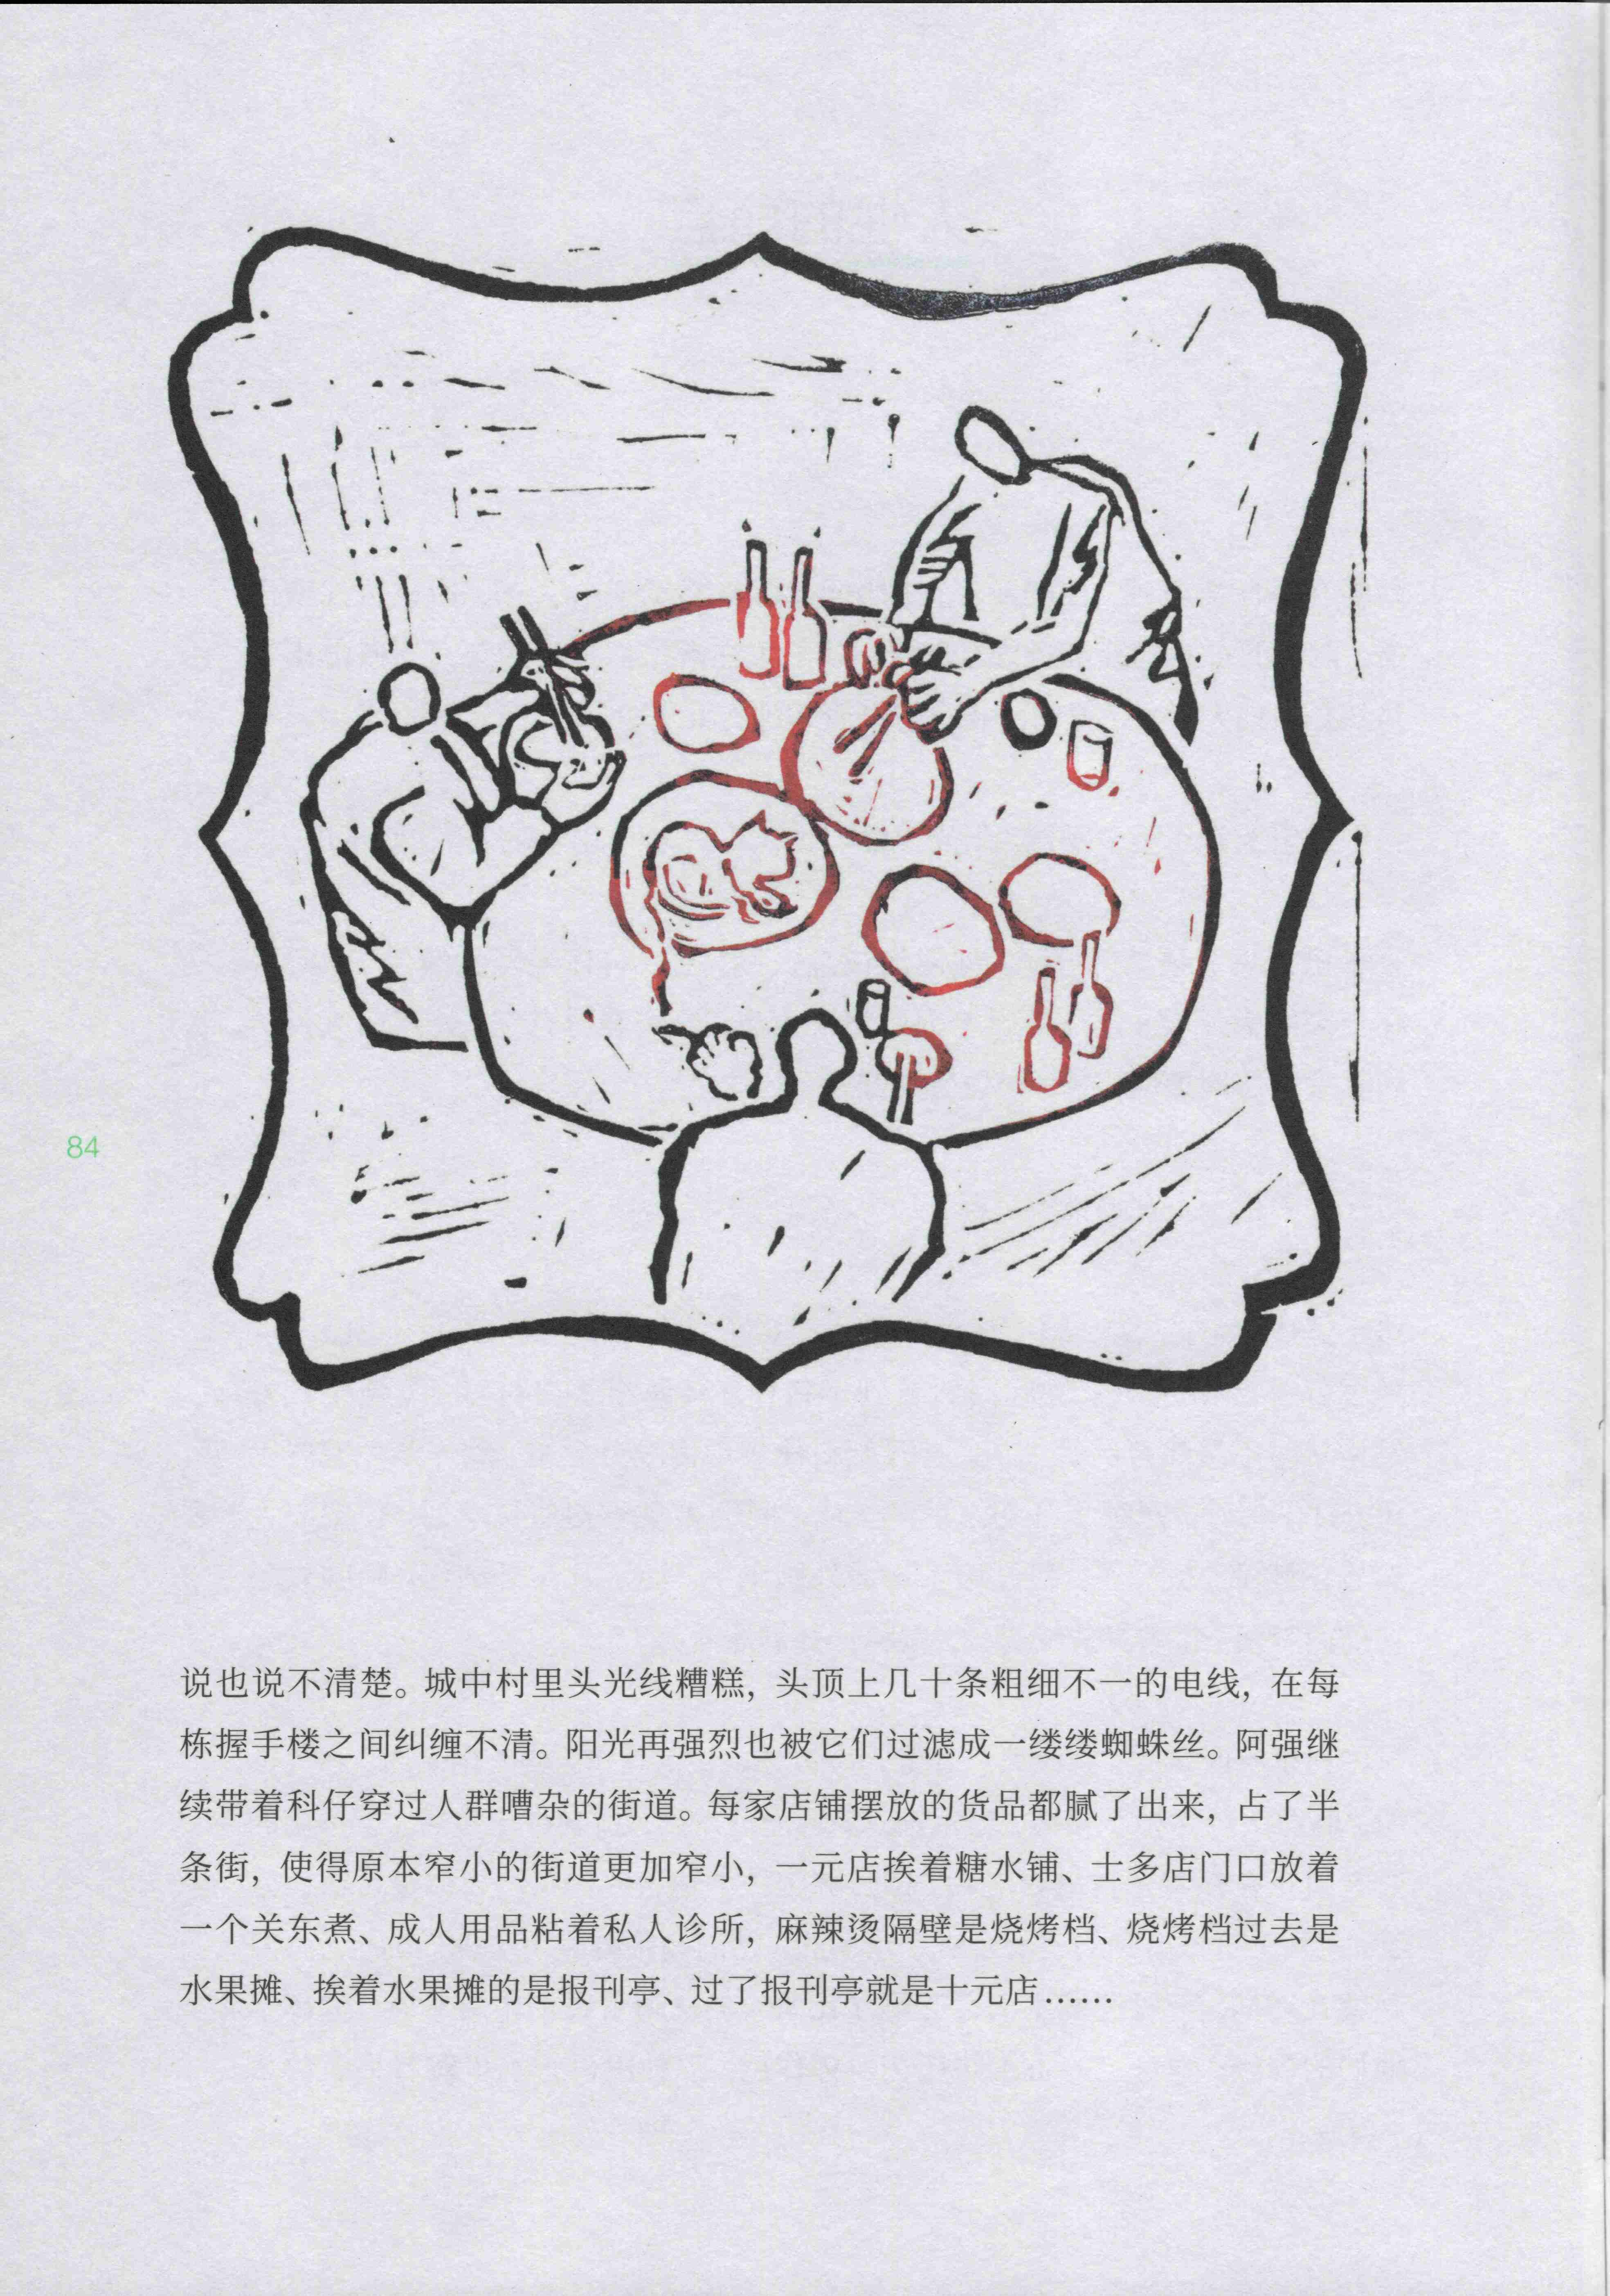 84
说也说不清楚。城中村里头光线糟糕，头顶上几十条粗细不一的电线，在每
栋握手楼之间纠缠不清。阳光再强烈也被它们过滤成一缕缕蜘蛛丝。阿强继
续带着科仔穿过人群嘈杂的街道。每家店铺摆放的货品都腻了出来，占了半
条街，使得原本窄小的街道更加窄小，一元店挨着糖水铺、士多店门口放着
一个关东煮、成人用品粘着私人诊所，麻辣烫隔壁是烧烤档、烧烤档过去是
水果摊、挨着水果摊的是报刊亭、过了报刊亭就是十元店……